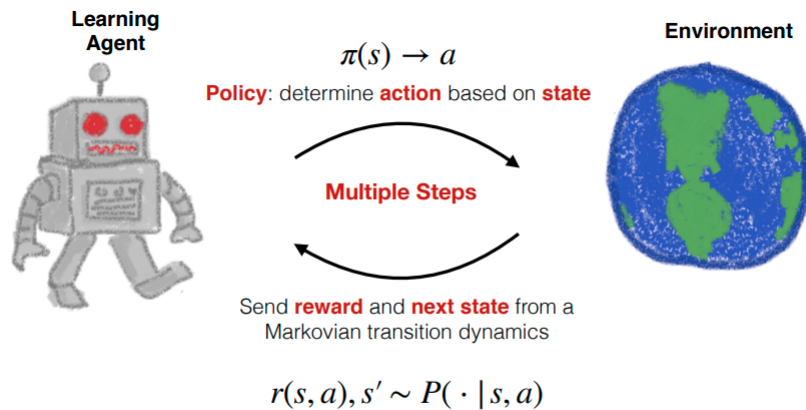 Learning
Agent
Environment
π(s) → a
Policy: determine action based on state
Multiple Steps
Send reward and next state from a
Markovian transition dynamics
r(s, a), s′ ∼ P( · | s, a)